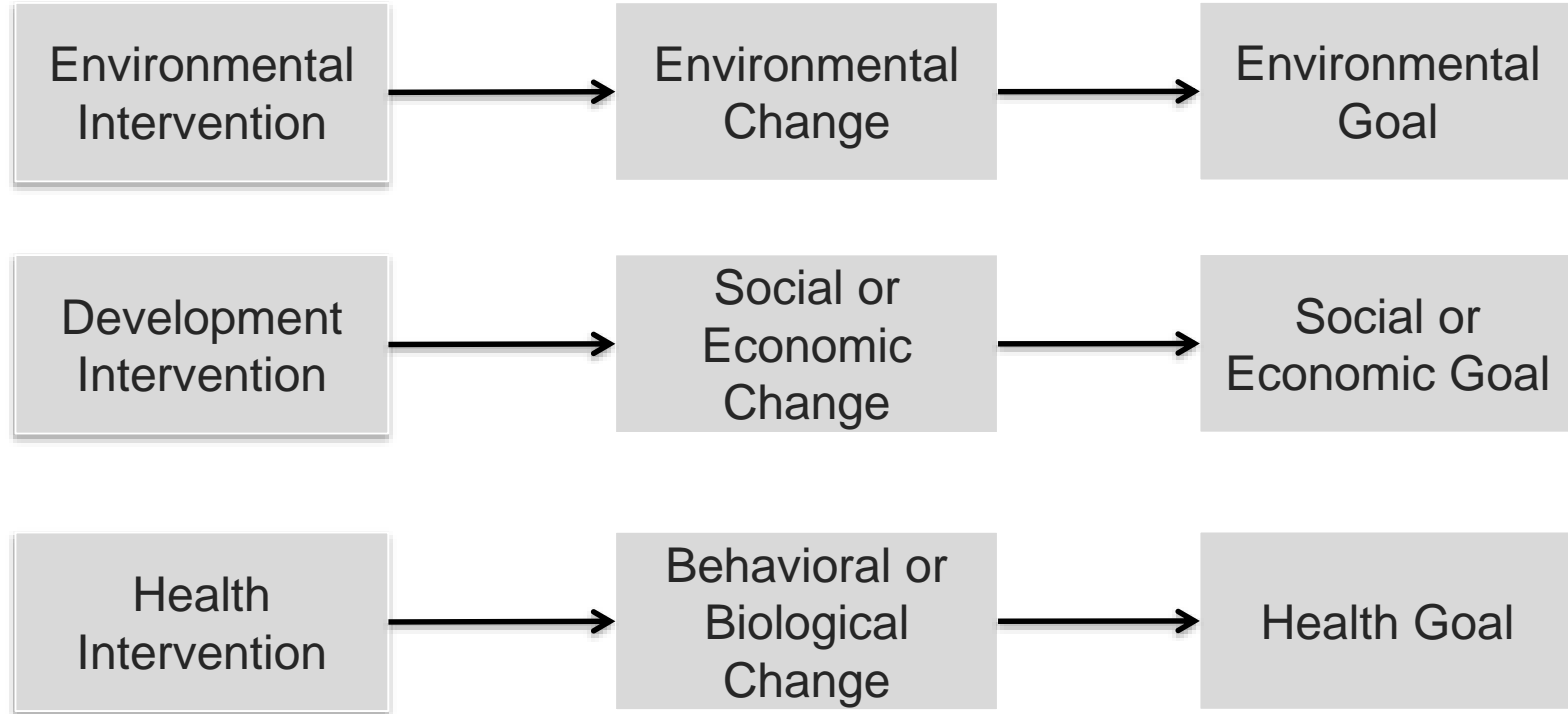 Environmental
Intervention
Environmental
Change
Environmental
Goal
Development
Intervention
Social or
Economic
Change
Social or
Economic Goal
Health
Intervention
Behavioral or
Biological
Change
Health Goal